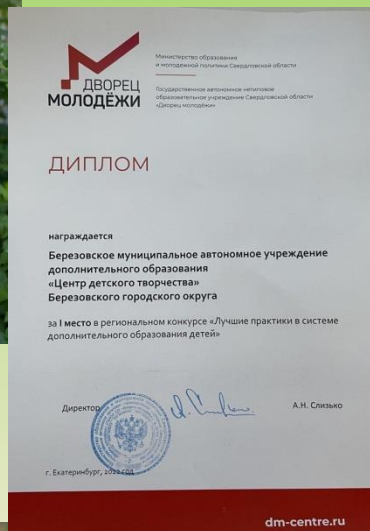 ДВОРЕЦ
МОЛОДЁЖИ
Министерство образования
и молодежной политики Свердловской области
Государственное автономное нетиповое
образовательное учреждение Свердловской области
«Дворец молодёжи»
ДИПЛОМ
награждается
Березовское муниципальное автономное учреждение
дополнительного образования
«Центр детского творчества»
Березовского городского округа
за I место в региональном конкурсе «Лучшие практики в системе
дополнительного образования детей»
Директор
А.Н. Слизько
г. Екатеринбург, 2022 год
dm-centre.ru